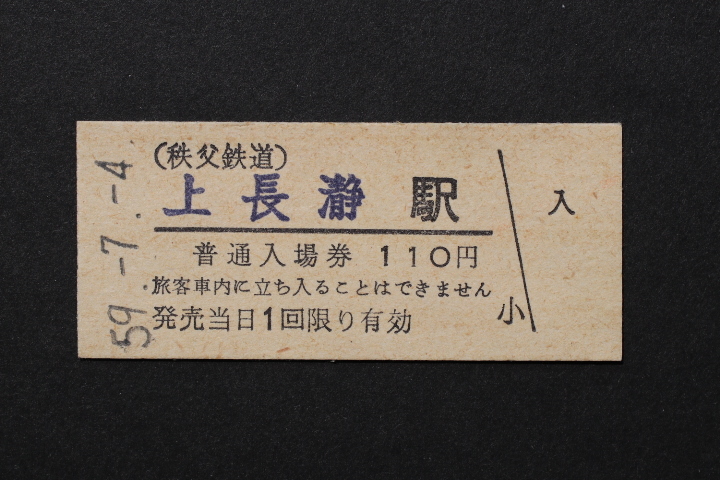 59.-7.-4
(秩父鉄道)
上長瀞 駅
普通入場券 110円
旅客車内に立ち入ることはできません
発売当日1回限り有効
小
入